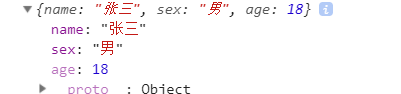 ▼{name: "张三", sex: "男", age: 18} i
name: "张三"
sex: "男"
age: 18
▶ proto : Object